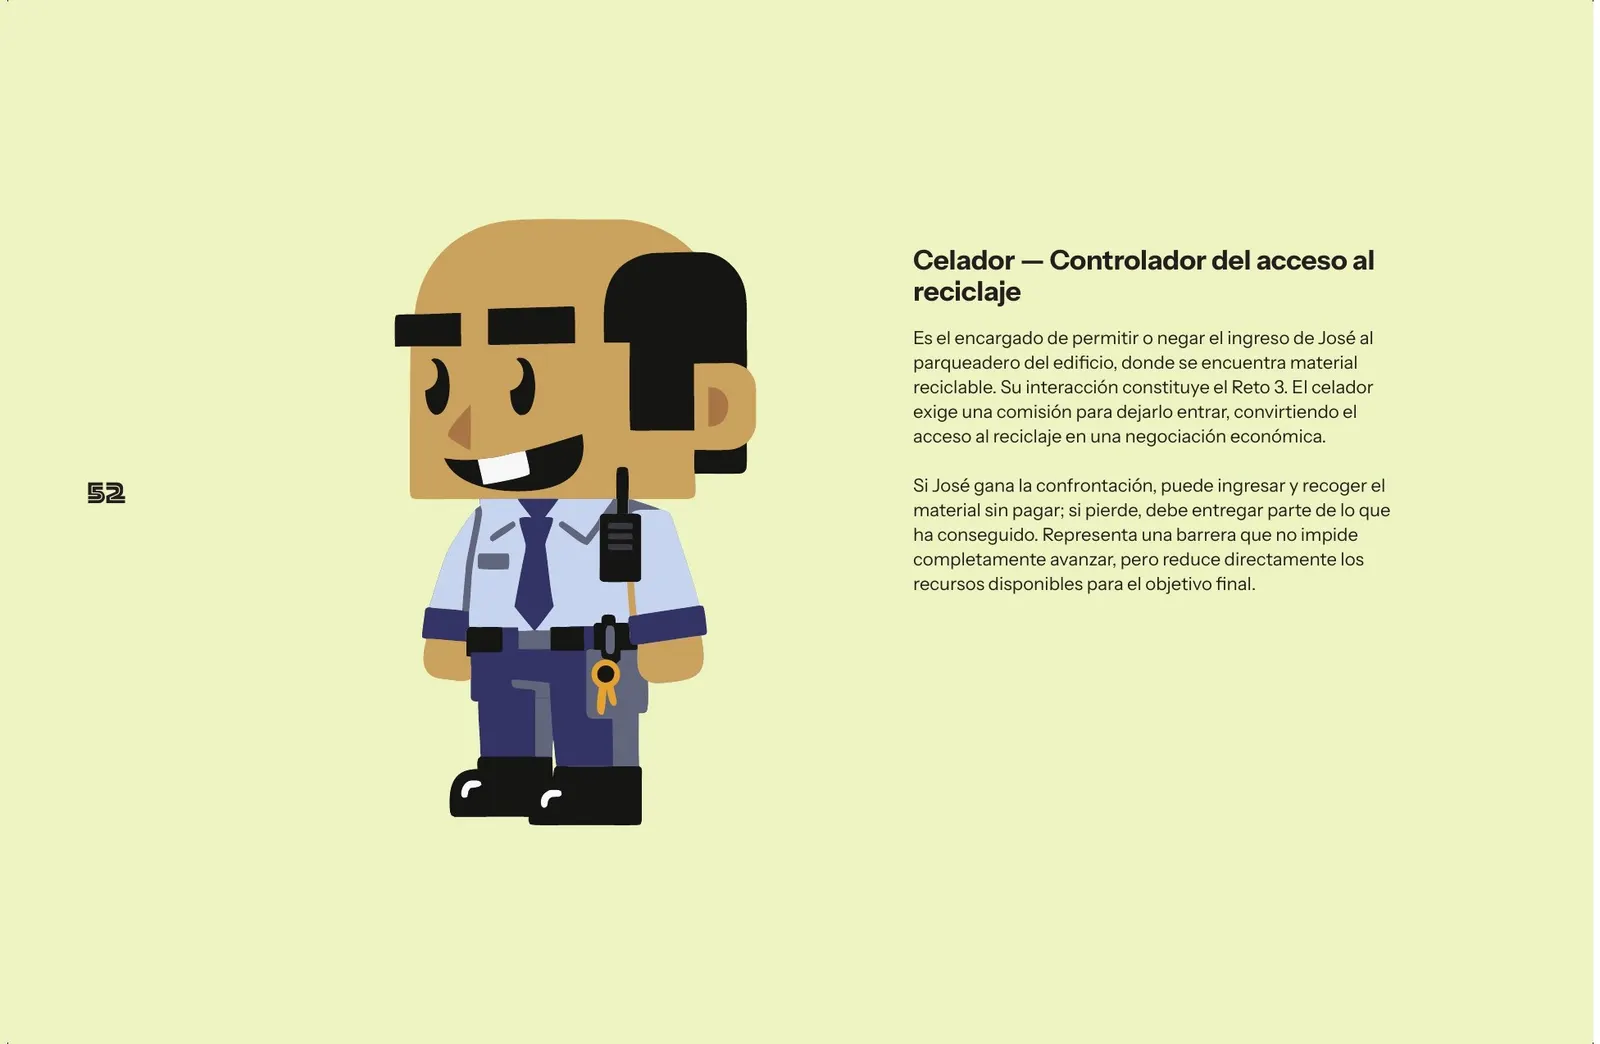 52
Celador — Controlador del acceso al
reciclaje
Es el encargado de permitir o negar el ingreso de José al
parqueadero del edificio, donde se encuentra material
reciclable. Su interacción constituye el Reto 3. El celador
exige una comisión para dejarlo entrar, convirtiendo el
acceso al reciclaje en una negociación económica.
Si José gana la confrontación, puede ingresar y recoger el
material sin pagar; si pierde, debe entregar parte de lo que
ha conseguido. Representa una barrera que no impide
completamente avanzar, pero reduce directamente los
recursos disponibles para el objetivo final.